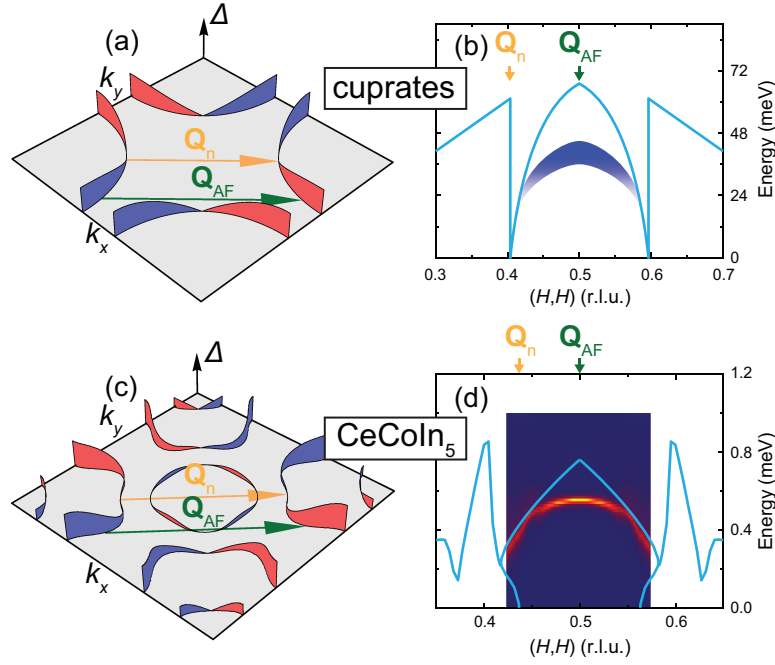 (a)
Δ
k_y
k_x
Q_n
Q_AF
cuprates
(b)
Q_n
Q_AF
72
48
24
0
Energy (meV)
0.3 0.4 0.5 0.6 0.7
(H,H) (r.l.u.)
(c)
Δ
k_y
k_x
Q_n
Q_AF
CeCoIn₅
Q_n
Q_AF
(d)
1.2
0.8
0.4
0.0
Energy (meV)
0.4 0.5 0.6
(H,H) (r.l.u.)